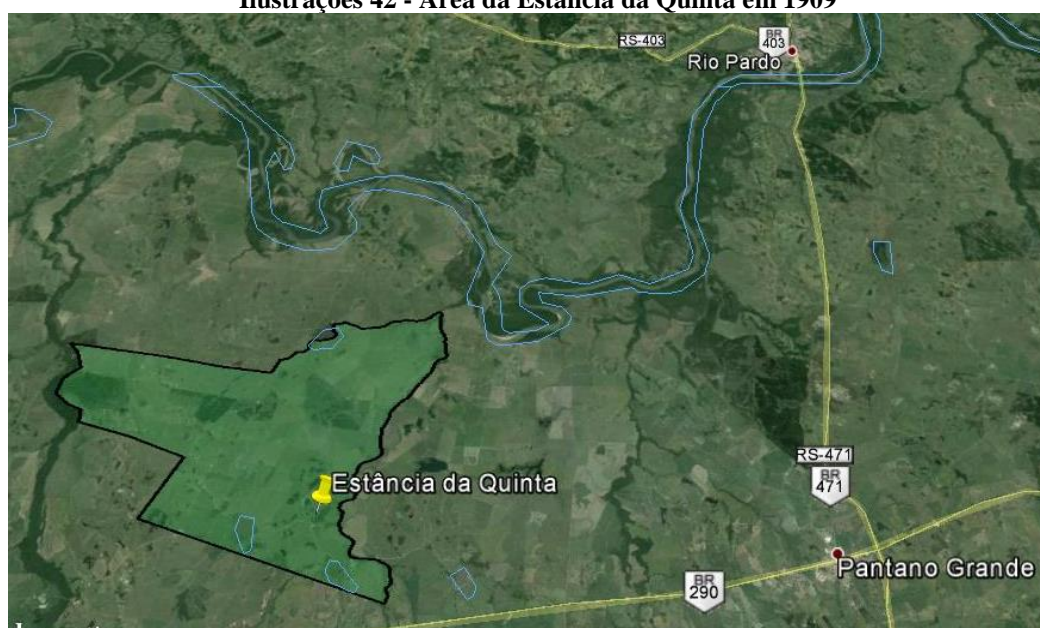 Ilustrações 42 - Área da Estância da Quinta em 1909
RS-403
BR
403
Rio Pardo
Estância da Quinta
RS-471
BR
471
Pantano Grande
BR
290